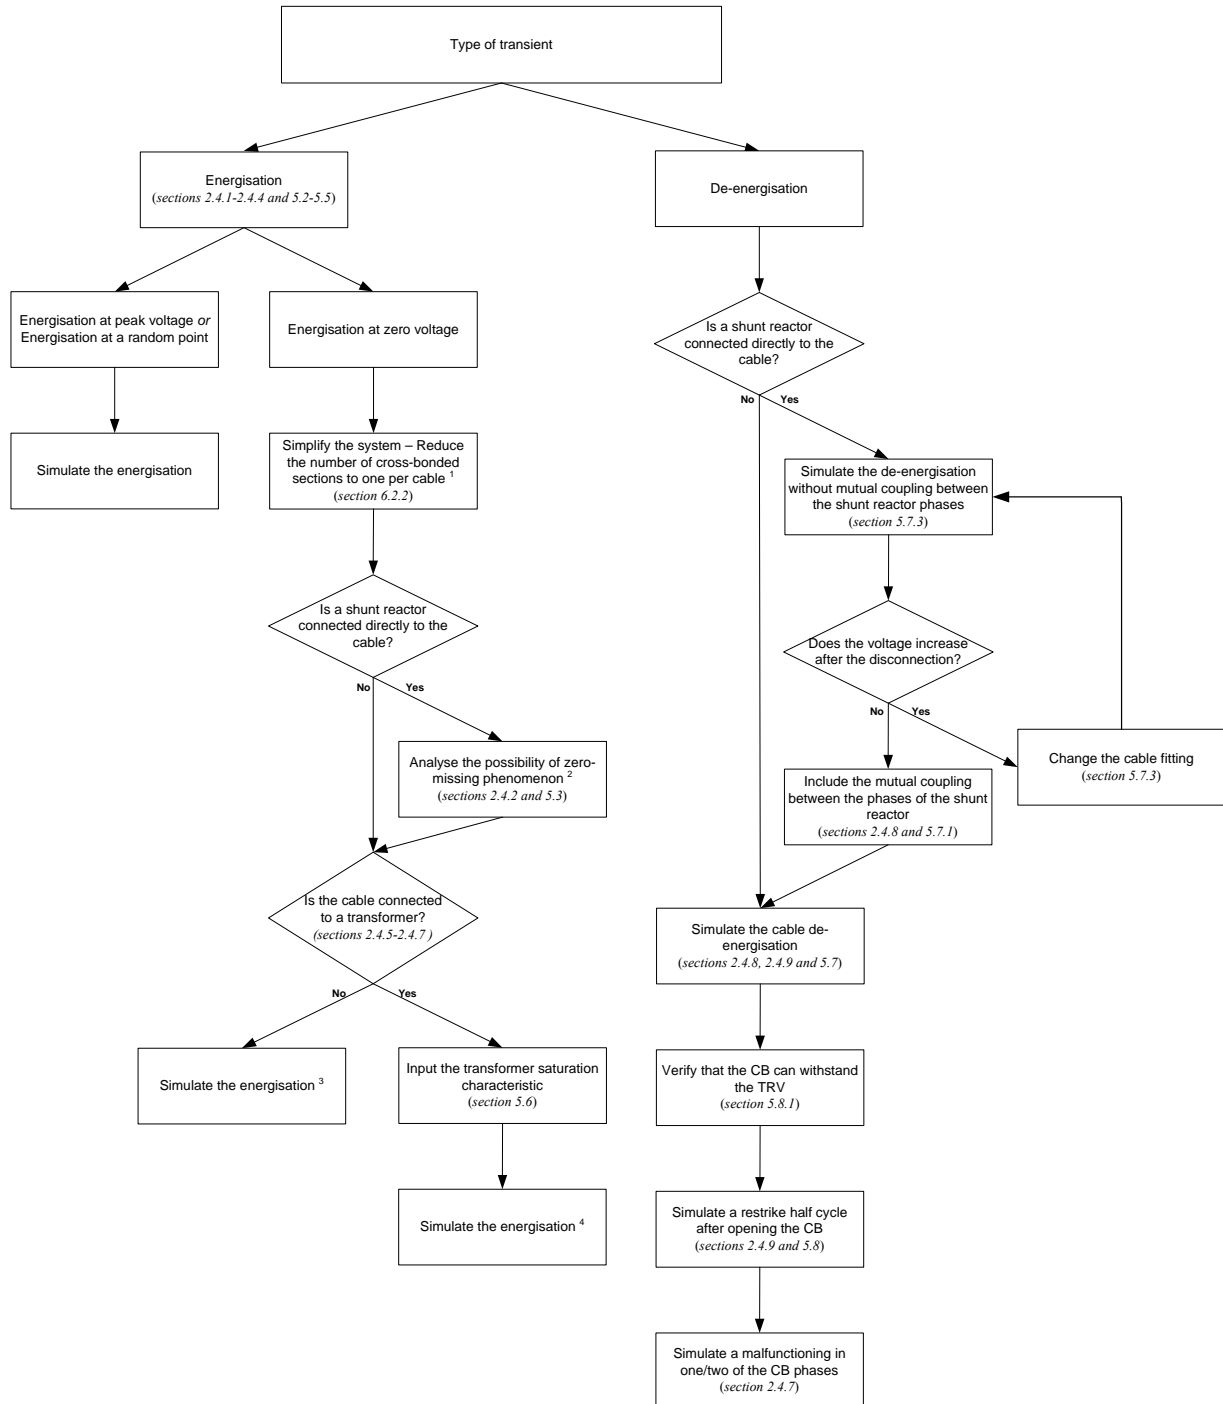 Type of transient
Energisation
(sections 2.4.1-2.4.4 and 5.2-5.5)
De-energisation
Energisation at peak voltage or
Energisation at a random point
Energisation at zero voltage
Is a shunt reactor
connected directly to the
cable?
No
Yes
Simulate the energisation
Simplify the system – Reduce
the number of cross-bonded
sections to one per cable 1
(section 6.2.2)
Simulate the de-energisation
without mutual coupling between
the shunt reactor phases
(section 5.7.3)
Is a shunt reactor
connected directly to the
cable?
No
Yes
Does the voltage increase
after the disconnection?
No
Yes
Analyse the possibility of zero-
missing phenomenon 2
(sections 2.4.2 and 5.3)
Include the mutual coupling
between the phases of the shunt
reactor
(sections 2.4.8 and 5.7.1)
Change the cable fitting
(section 5.7.3)
Is the cable connected
to a transformer?
(sections 2.4.5-2.4.7 )
No
Yes
Simulate the cable de-
energisation
(sections 2.4.8, 2.4.9 and 5.7)
Simulate the energisation 3
Input the transformer saturation
characteristic
(section 5.6)
Verify that the CB can withstand
the TRV
(section 5.8.1)
Simulate the energisation 4
Simulate a restrike half cycle
after opening the CB
(sections 2.4.9 and 5.8)
Simulate a malfunctioning in
one/two of the CB phases
(section 2.4.7)